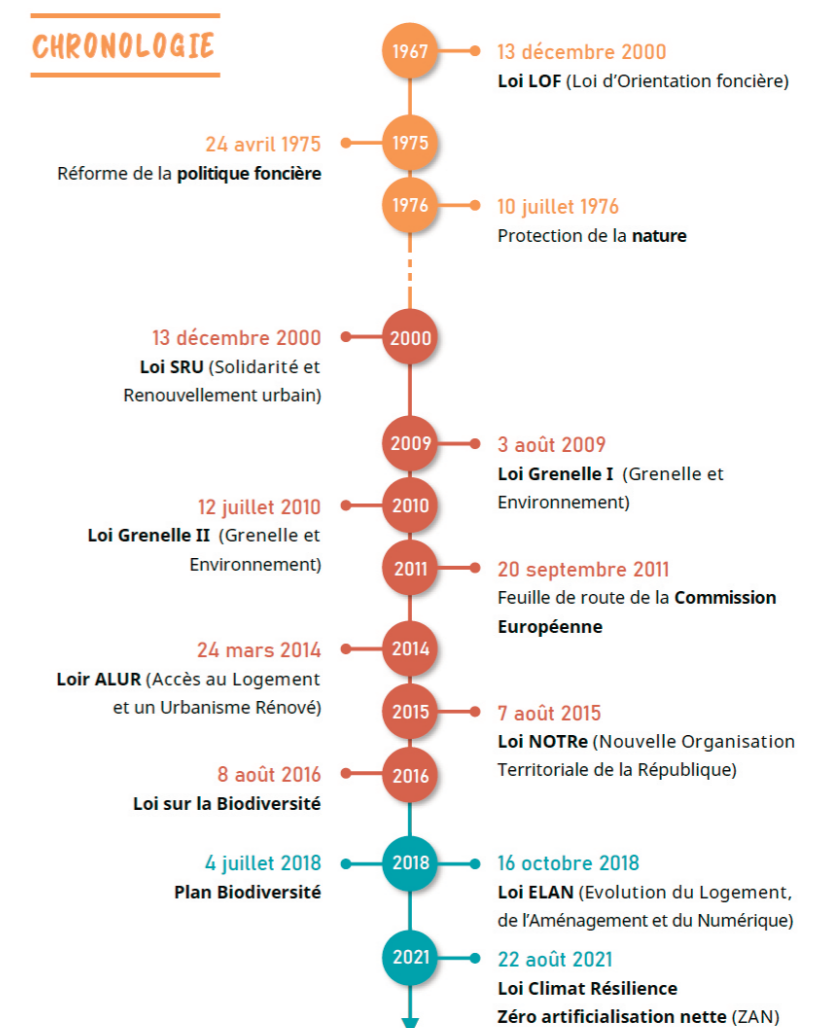 CHRONOLOGIE
1967
13 décembre 2000
Loi LOF (Loi d'Orientation foncière)
24 avril 1975
Réforme de la politique foncière
1975
1976
10 juillet 1976
Protection de la nature
13 décembre 2000
Loi SRU (Solidarité et
Renouvellement urbain)
2000
2009
3 août 2009
Loi Grenelle I (Grenelle et
Environnement)
12 juillet 2010
Loi Grenelle II (Grenelle et
Environnement)
2010
2011
20 septembre 2011
Feuille de route de la Commission
Européenne
24 mars 2014
Loir ALUR (Accès au Logement
et un Urbanisme Rénové)
2014
2015
7 août 2015
Loi NOTRe (Nouvelle Organisation
Territoriale de la République)
8 août 2016
Loi sur la Biodiversité
2016
4 juillet 2018
Plan Biodiversité
2018
16 octobre 2018
Loi ELAN (Evolution du Logement,
de l'Aménagement et du Numérique)
2021
22 août 2021
Loi Climat Résilience
Zéro artificialisation nette (ZAN)